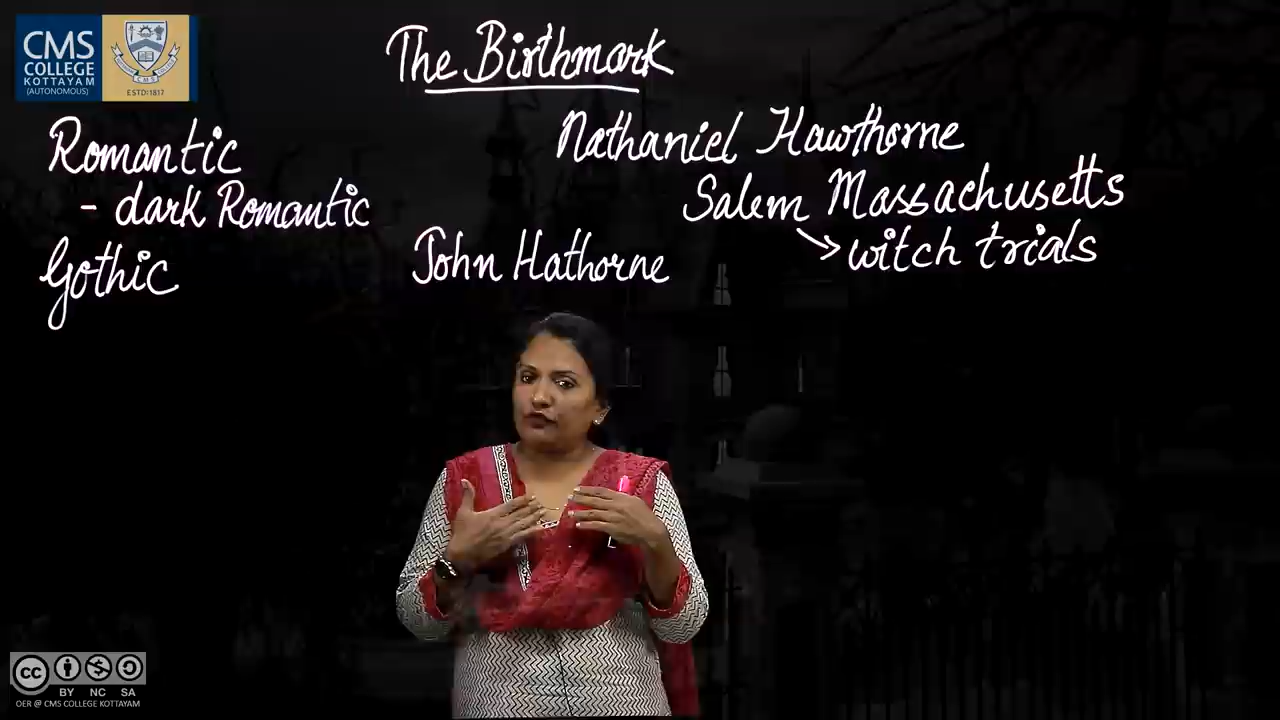 CMS
COLLEGE
KOTTAYAM
(AUTONOMOUS)
ESTD:1817
The Birthmark
Nathaniel Hawthorne
Salem Massachusetts
witch trials
Romantic
- dark Romantic
Gothic
John Hathorne
cc
BY NC SA
OER @ CMS COLLEGE KOTTAYAM